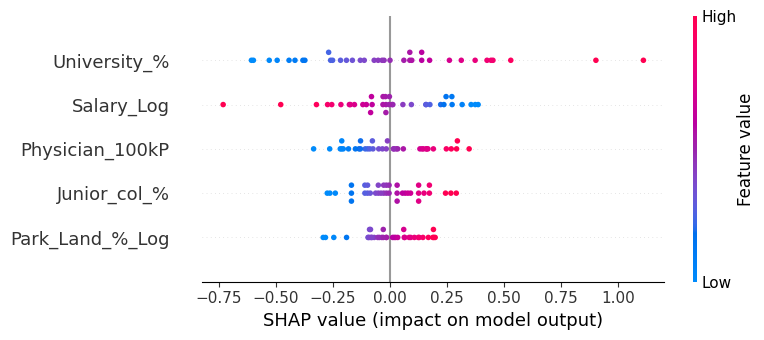 High
University_%
Salary_Log
Physician_100kP
Junior_col_%
Park_Land_%_Log
Feature value
Low
−0.75 −0.50 −0.25 0.00 0.25 0.50 0.75 1.00
SHAP value (impact on model output)